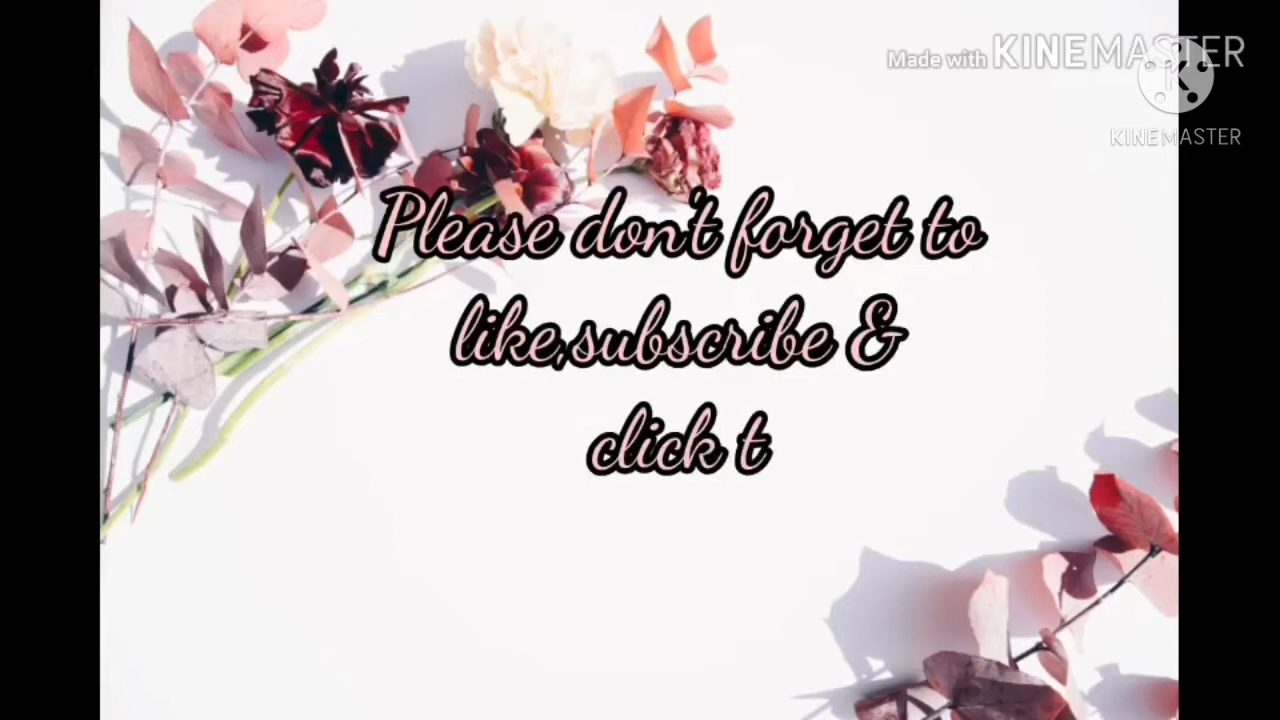 Made with KINEMASTER
K
KINEMASTER
Please don't forget to
like,subscribe &
click t